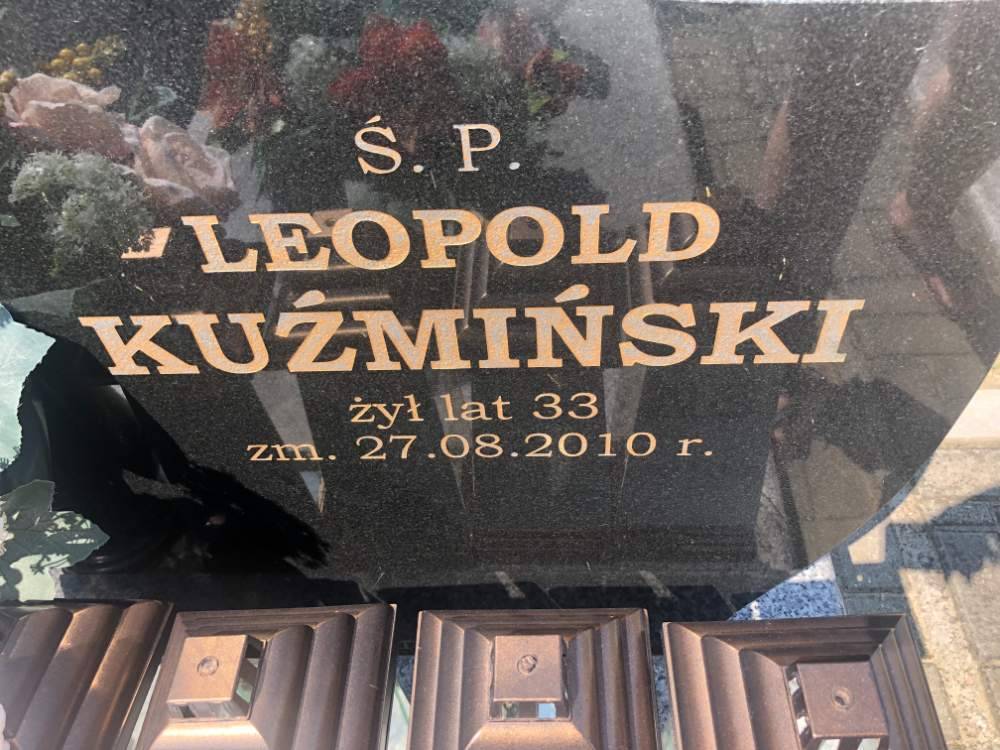 Ś. P.
LEOPOLD
KUŹMIŃSKI
żył lat 33
zm. 27.08.2010 r.